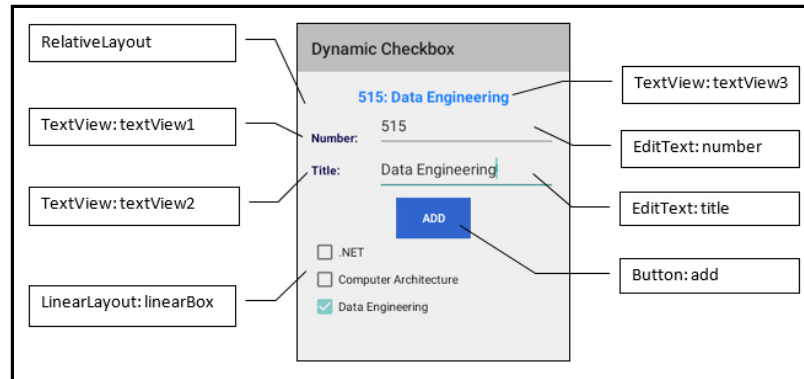 RelativeLayout
Dynamic Checkbox
TextView: textView3
515: Data Engineering
TextView: textView1
515
EditText: number
Number:
Title:
Data Engineering
TextView: textView2
EditText: title
ADD
.NET
Button: add
Computer Architecture
LinearLayout: linearBox
Data Engineering